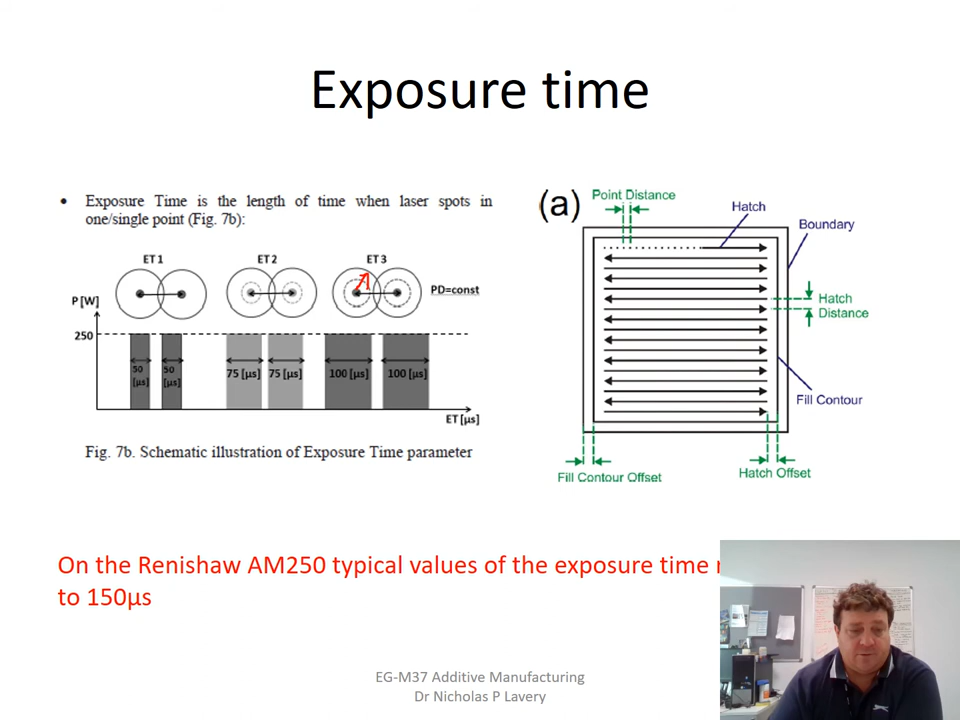 Exposure time
• Exposure Time is the length of time when laser spots in
one/single point (Fig. 7b):
ET 1
ET 2
ET 3
PD=const
P [W]
250
50
[µs]
50
[µs]
75 [µs]
75 [µs]
100 [µs]
100 [µs]
ET [µs]
Fig. 7b. Schematic illustration of Exposure Time parameter
(a)
Point Distance
Hatch
Boundary
Hatch
Distance
Fill Contour
Fill Contour Offset
Hatch Offset
On the Renishaw AM250 typical values of the exposure time
to 150µs
EG-M37 Additive Manufacturing
Dr Nicholas P Lavery